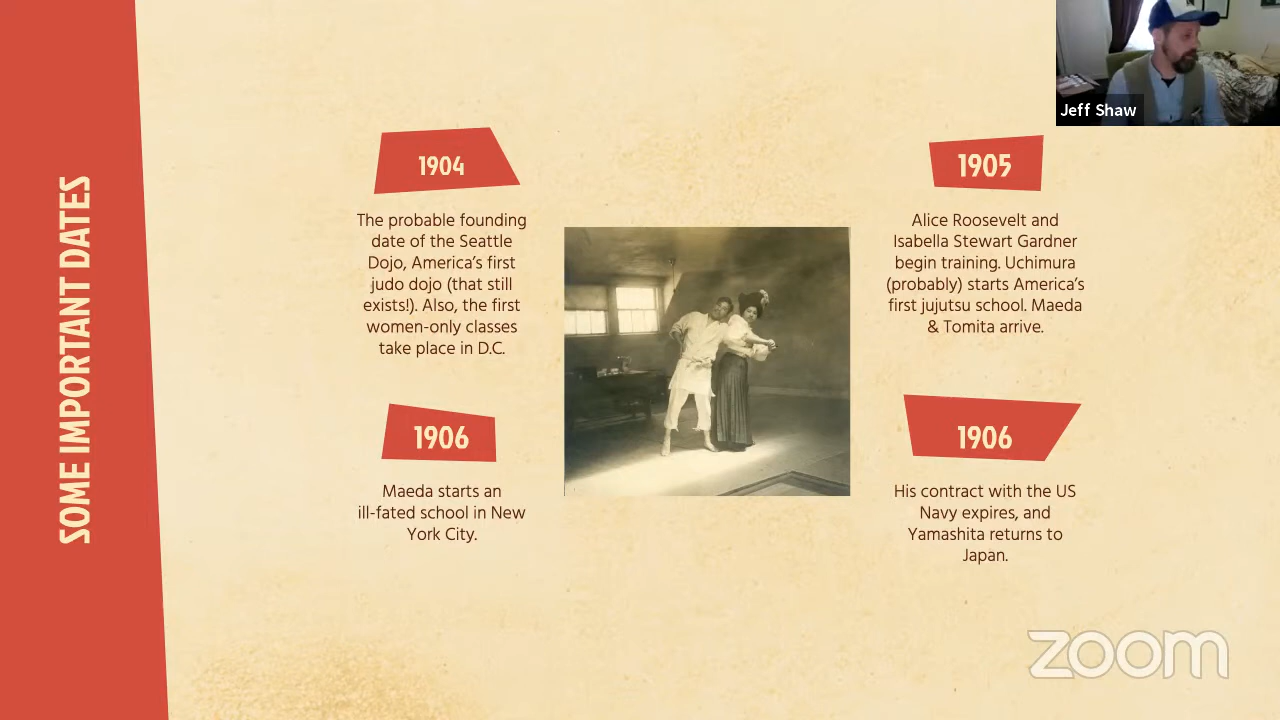 SOME IMPORTANT DATES
1904
The probable founding
date of the Seattle
Dojo, America's first
judo dojo (that still
exists!). Also, the first
women-only classes
take place in D.C.
1905
Alice Roosevelt and
Isabella Stewart Gardner
begin training. Uchimura
(probably) starts America's
first jujutsu school. Maeda
& Tomita arrive.
1906
Maeda starts an
ill-fated school in New
York City.
1906
His contract with the US
Navy expires, and
Yamashita returns to
Japan.
Jeff Shaw
zoom